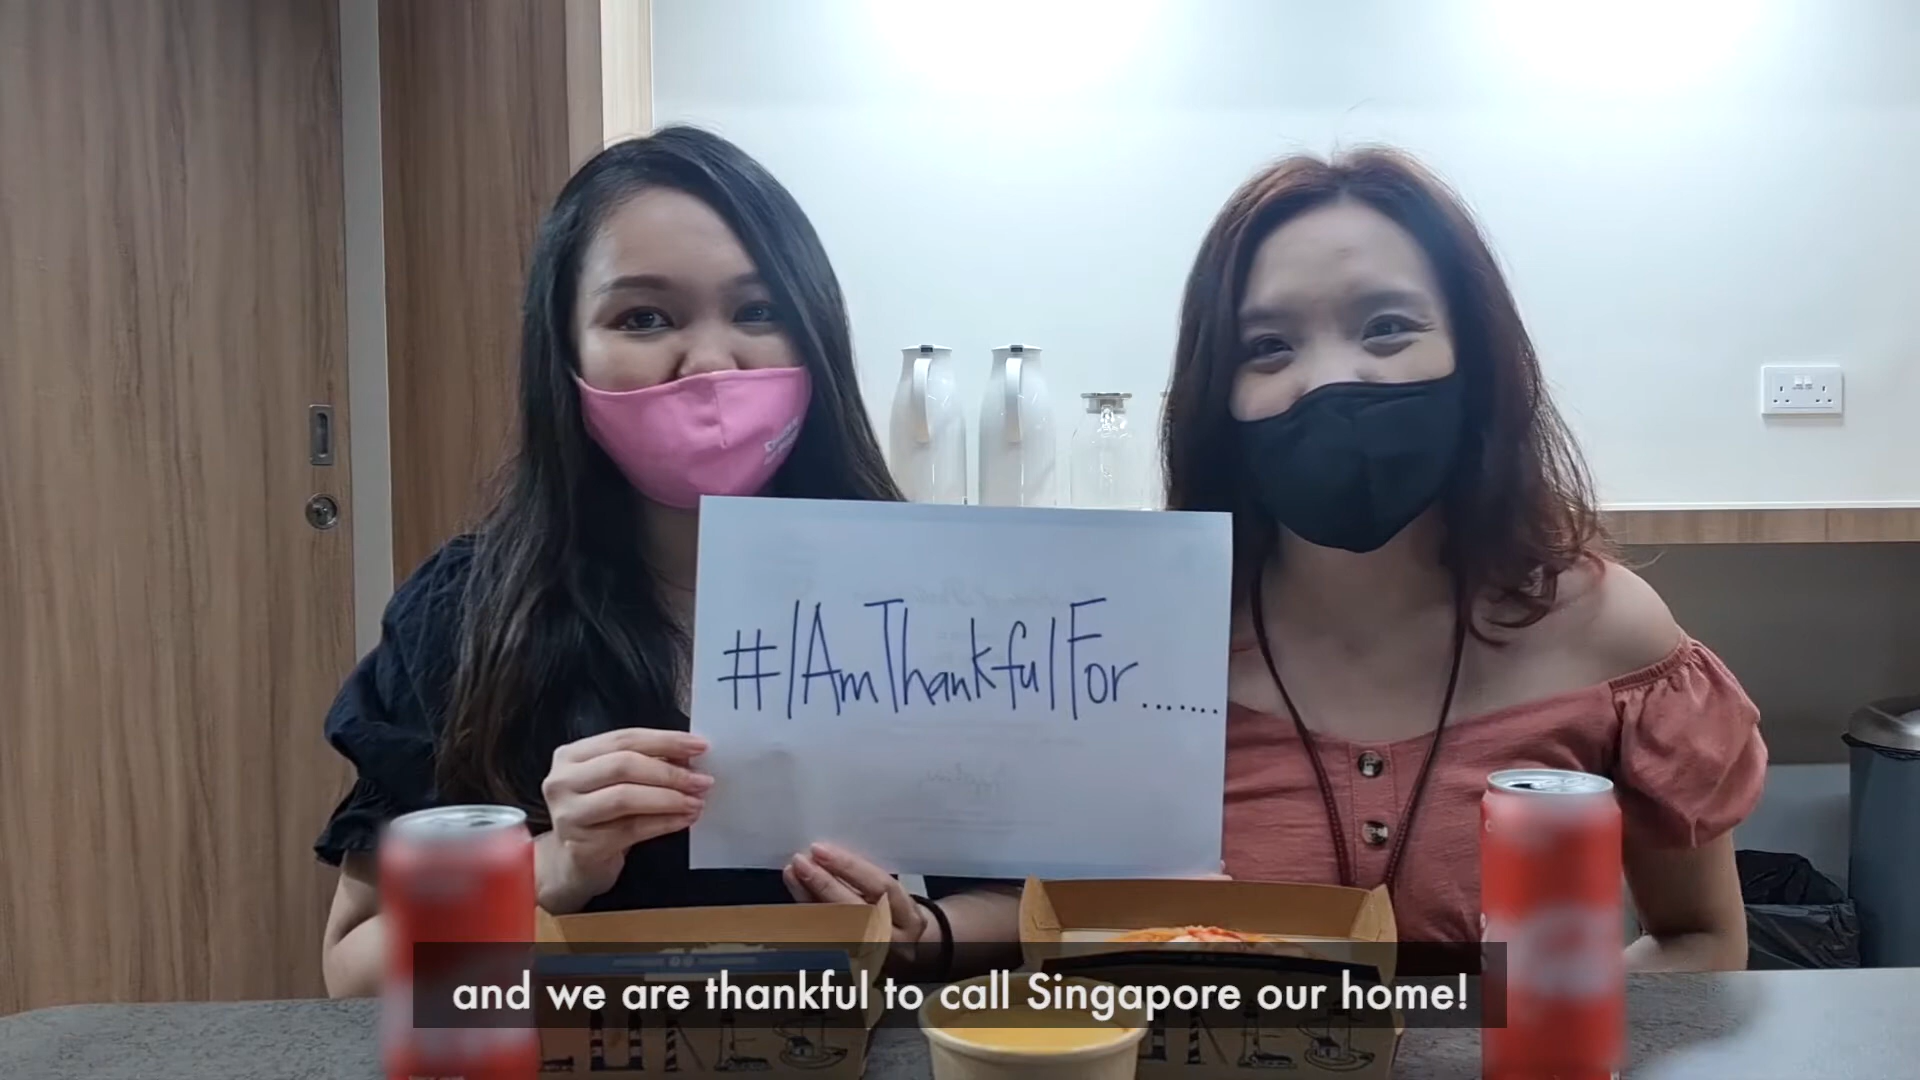 #IAmThankfulFor.......
and we are thankful to call Singapore our home!